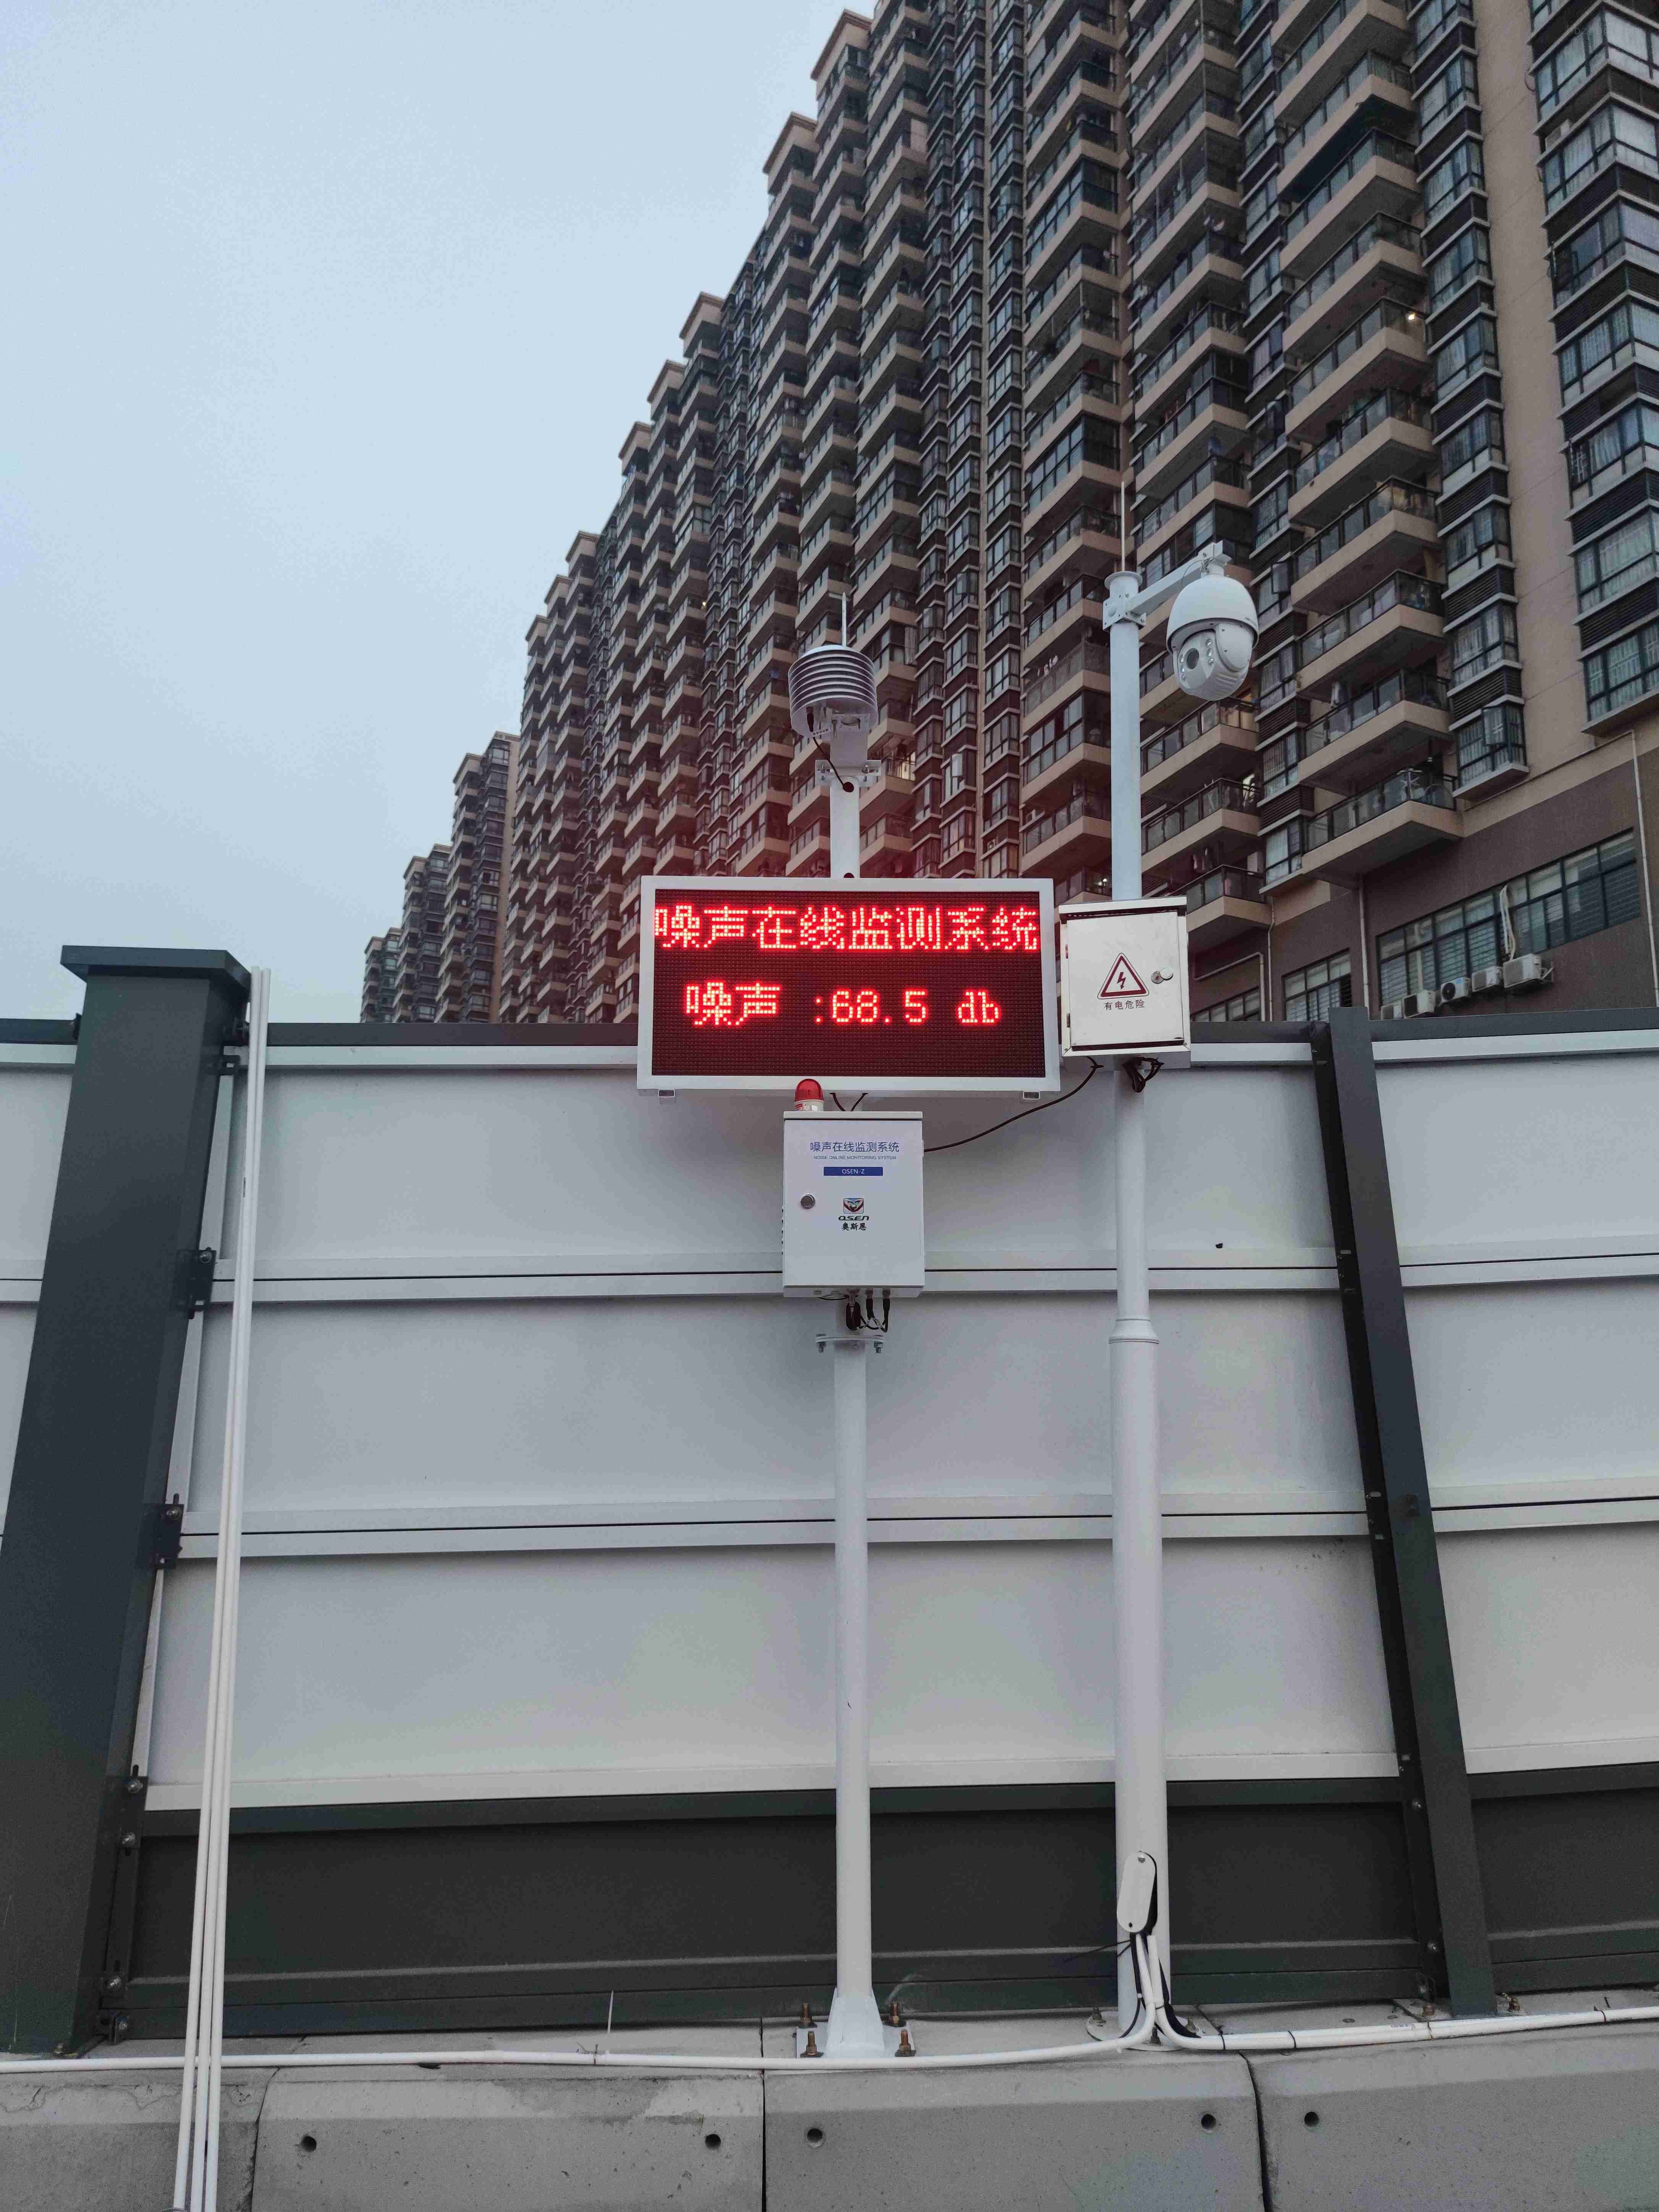 噪声在线监测系统
噪声 :68.5 db
有电危险
噪声在线监测系统
NOISE ONLINE MONITORING SYSTEM
OSEN-Z
OSEN
奥斯恩